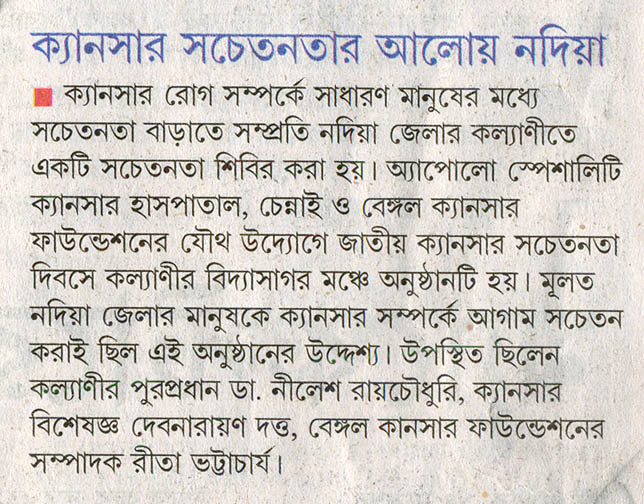 ক্যানসার সচেতনতার আলোয় নদিয়া
ক্যানসার রোগ সম্পর্কে সাধারণ মানুষের মধ্যে
সচেতনতা বাড়াতে সম্প্রতি নদিয়া জেলার কল্যাণীতে
একটি সচেতনতা শিবির করা হয়। অ্যাপোলো স্পেশালিটি
ক্যানসার হাসপাতাল, চেন্নাই ও বেঙ্গল ক্যানসার
ফাউন্ডেশনের যৌথ উদ্যোগে জাতীয় ক্যানসার সচেতনতা
দিবসে কল্যাণীর বিদ্যাসাগর মঞ্চে অনুষ্ঠানটি হয়। মূলত
নদিয়া জেলার মানুষকে ক্যানসার সম্পর্কে আগাম সচেতন
করাই ছিল এই অনুষ্ঠানের উদ্দেশ্য। উপস্থিত ছিলেন
কল্যাণীর পুরপ্রধান ডা. নীলেশ রায়চৌধুরি, ক্যানসার
বিশেষজ্ঞ দেবনারায়ণ দত্ত, বেঙ্গল কানসার ফাউন্ডেশনের
সম্পাদক রীতা ভট্টাচার্য।